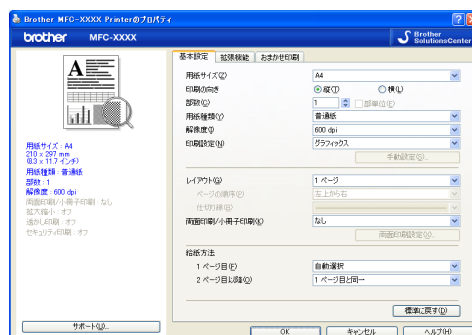 Brother MFC-XXXX Printerのプロパティ
brother MFC-XXXX
Brother
SolutionsCenter
基本設定 拡張機能 おまかせ印刷
用紙サイズ(Z) A4
印刷の向き 縦(T) 横(L)
部数(C) 1 部単位(E)
用紙種類(Y) 普通紙
解像度(I) 600 dpi
印刷設定(N) グラフィックス
手動設定(S)...
レイアウト(G) 1 ページ
ページの順序(P) 左上から右
仕切り線(B)
両面印刷/小冊子印刷(K) なし
両面印刷設定(X)...
給紙方法
1 ページ目(F) 自動選択
2 ページ目以降(O) 1 ページ目と同一
用紙サイズ : A4
210 x 297 mm
(8.3 x 11.7 インチ)
用紙種類 : 普通紙
部数 : 1
解像度 : 600 dpi
両面印刷/小冊子印刷 : なし
拡大縮小 : オフ
透かし印刷 : オフ
セキュリティ印刷 : オフ
標準に戻す(D)
サポート(U)...
OK キャンセル ヘルプ(H)